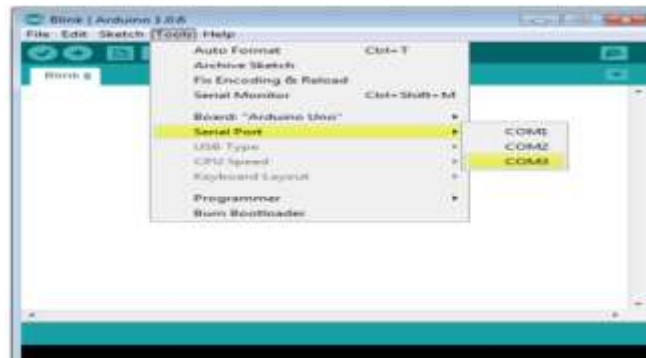 Blink | Arduino 1.0.6
File Edit Sketch Tools Help
Blink §
Auto Format Ctrl+T
Archive Sketch
Fix Encoding & Reload
Serial Monitor Ctrl+Shift+M
Board: "Arduino Uno"
Serial Port
USB Type
CPU Speed
Keyboard Layout
Programmer
Burn Bootloader
COM1
COM2
COM3